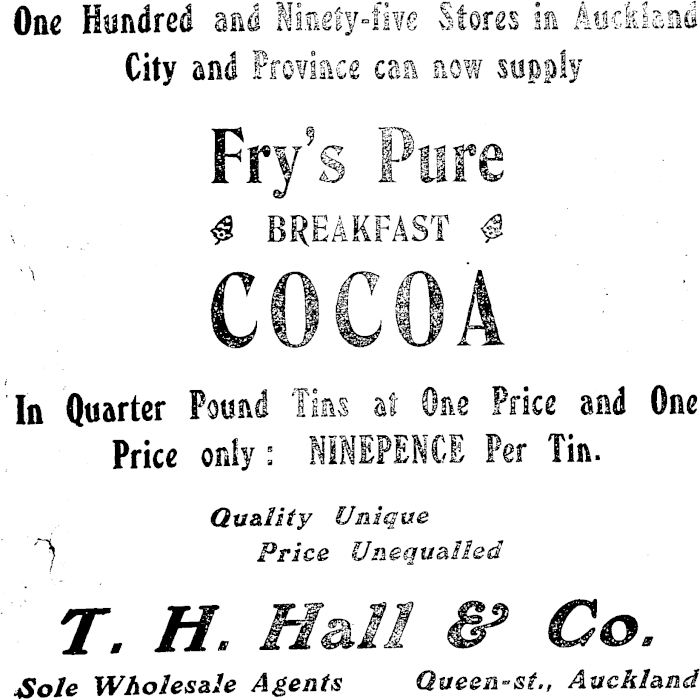 One Hundred and Ninety-five Stores in Auckland
City and Province can now supply
Fry's Pure
BREAKFAST
COCOA
In Quarter Pound Tins at One Price and One
Price only : NINEPENCE Per Tin.
Quality Unique
Price Unequalled
T. H. Hall & Co.
Sole Wholesale Agents Queen-st., Auckland